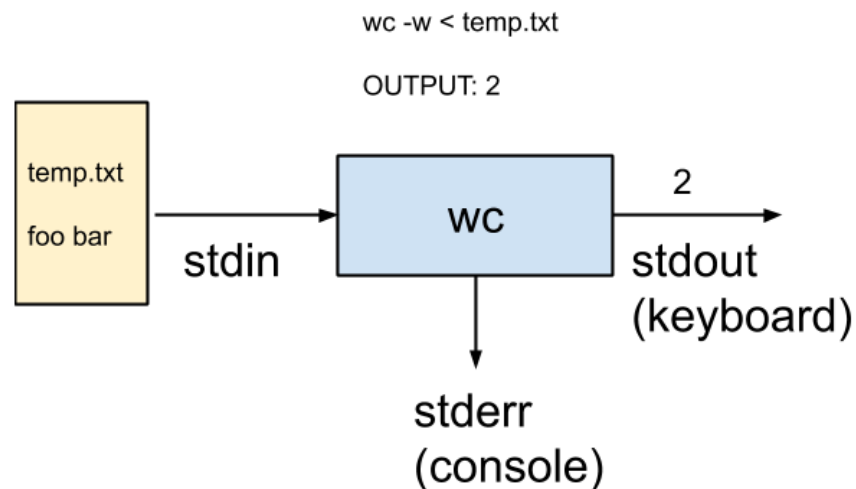 wc -w < temp.txt
OUTPUT: 2
temp.txt
foo bar
stdin
wc
2
stdout
(keyboard)
stderr
(console)